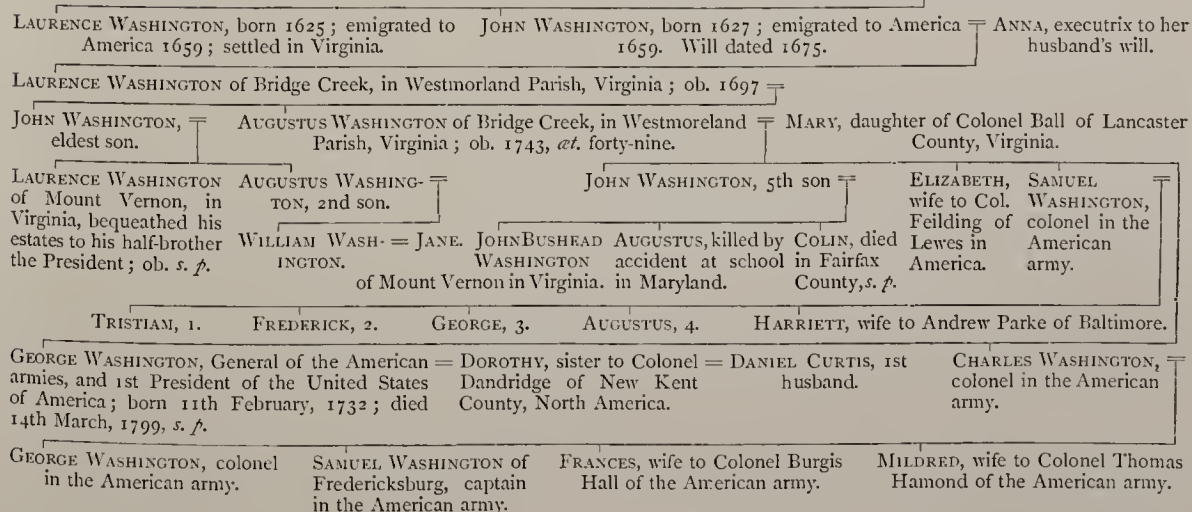 LAURENCE WASHINGTON, born 1625; emigrated to
America 1659; settled in Virginia.
JOHN WASHINGTON, born 1627; emigrated to America
1659. Will dated 1675.
= ANNA, executrix to her
husband's will.
LAURENCE WASHINGTON of Bridge Creek, in Westmorland Parish, Virginia; ob. 1697 =
JOHN WASHINGTON, =
eldest son.
AUGUSTUS WASHINGTON of Bridge Creek, in Westmoreland
Parish, Virginia; ob. 1743, æt. forty-nine.
= MARY, daughter of Colonel Ball of Lancaster
County, Virginia.
LAURENCE WASHINGTON
of Mount Vernon, in
Virginia, bequeathed his
estates to his half-brother
the President; ob. s. p.
AUGUSTUS WASHING- =
TON, 2nd son.
JOHN WASHINGTON, 5th son =
ELIZABETH,
wife to Col.
Feilding of
Lewes in
America.
SAMUEL =
WASHINGTON,
colonel in the
American
army.
WILLIAM WASH- = JANE.
INGTON.
JOHN BUSHEAD
WASHINGTON
of Mount Vernon in Virginia.
AUGUSTUS, killed by
accident at school
in Maryland.
COLIN, died
in Fairfax
County, s. p.
TRISTIAM, 1. FREDERICK, 2. GEORGE, 3. AUGUSTUS, 4. HARRIETT, wife to Andrew Parke of Baltimore.
GEORGE WASHINGTON, General of the American
armies, and 1st President of the United States
of America; born 11th February, 1732; died
14th March, 1799, s. p.
= DOROTHY, sister to Colonel
Dandridge of New Kent
County, North America.
= DANIEL CURTIS, 1st
husband.
CHARLES WASHINGTON, =
colonel in the American
army.
GEORGE WASHINGTON, colonel
in the American army.
SAMUEL WASHINGTON of
Fredericksburg, captain
in the American army.
FRANCES, wife to Colonel Burgis
Hall of the American army.
MILDRED, wife to Colonel Thomas
Hamond of the American army.